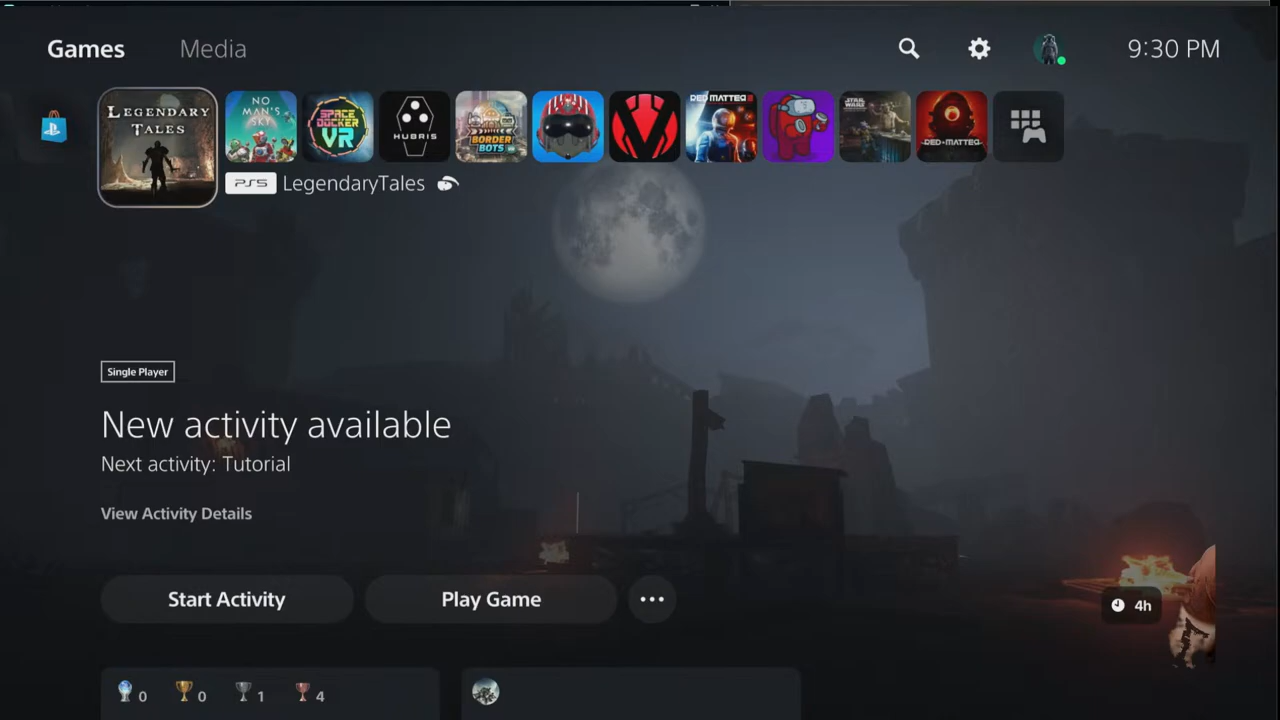 Games
Media
9:30 PM
LEGENDARY
TALES
NO
MAN'S
SKY
SPACE
DOCKER
VR
HUBRIS
BORDER
BOTS
V
RED MATTER 2
STAR
WARS
RED MATTER
PS5 LegendaryTales
Single Player
New activity available
Next activity: Tutorial
View Activity Details
Start Activity
Play Game
4h
0
0
1
4